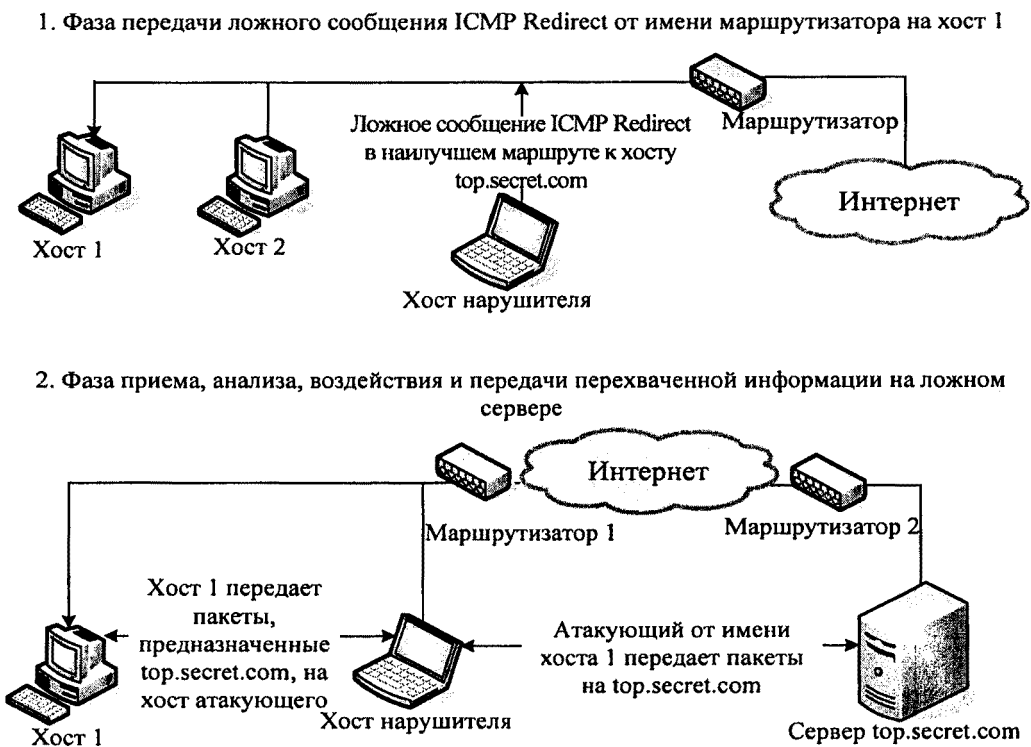 1. Фаза передачи ложного сообщения ICMP Redirect от имени маршрутизатора на хост 1
Ложное сообщение ICMP Redirect
в наилучшем маршруте к хосту
top.secret.com
Маршрутизатор
Интернет
Хост 1
Хост 2
Хост нарушителя
2. Фаза приема, анализа, воздействия и передачи перехваченной информации на ложном
сервере
Интернет
Маршрутизатор 1
Маршрутизатор 2
Хост 1 передает
пакеты,
предназначенные
top.secret.com, на
хост атакующего
Атакующий от имени
хоста 1 передает пакеты
на top.secret.com
Хост 1
Хост нарушителя
Сервер top.secret.com